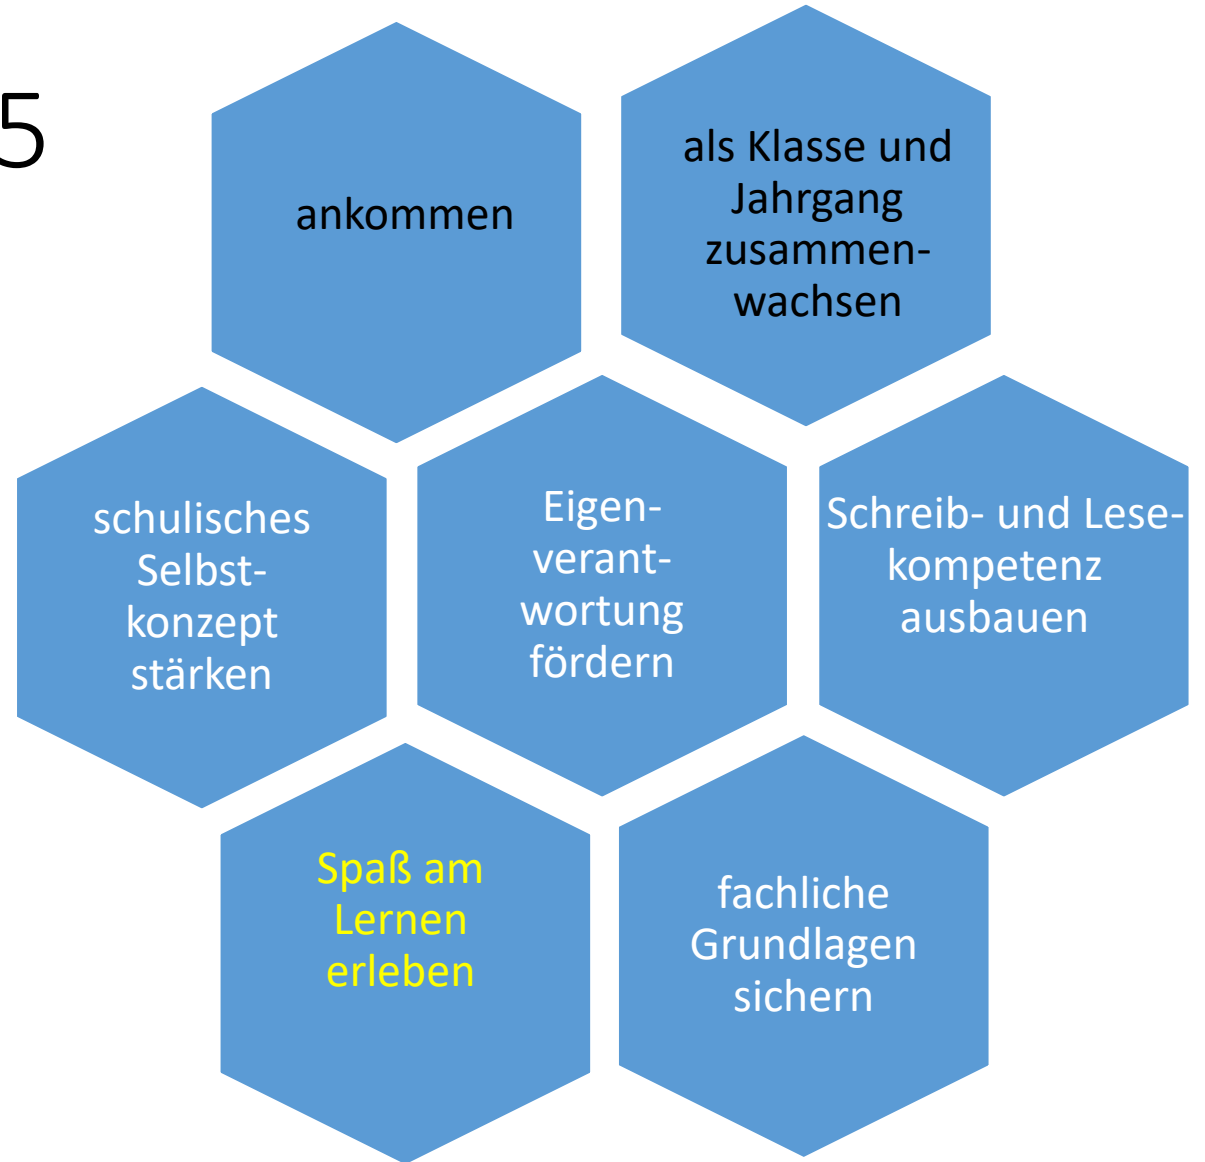 5
ankommen
als Klasse und
Jahrgang
zusammen-
wachsen
schulisches
Selbst-
konzept
stärken
Eigen-
verant-
wortung
fördern
Schreib- und Lese-
kompetenz
ausbauen
Spaß am
Lernen
erleben
fachliche
Grundlagen
sichern